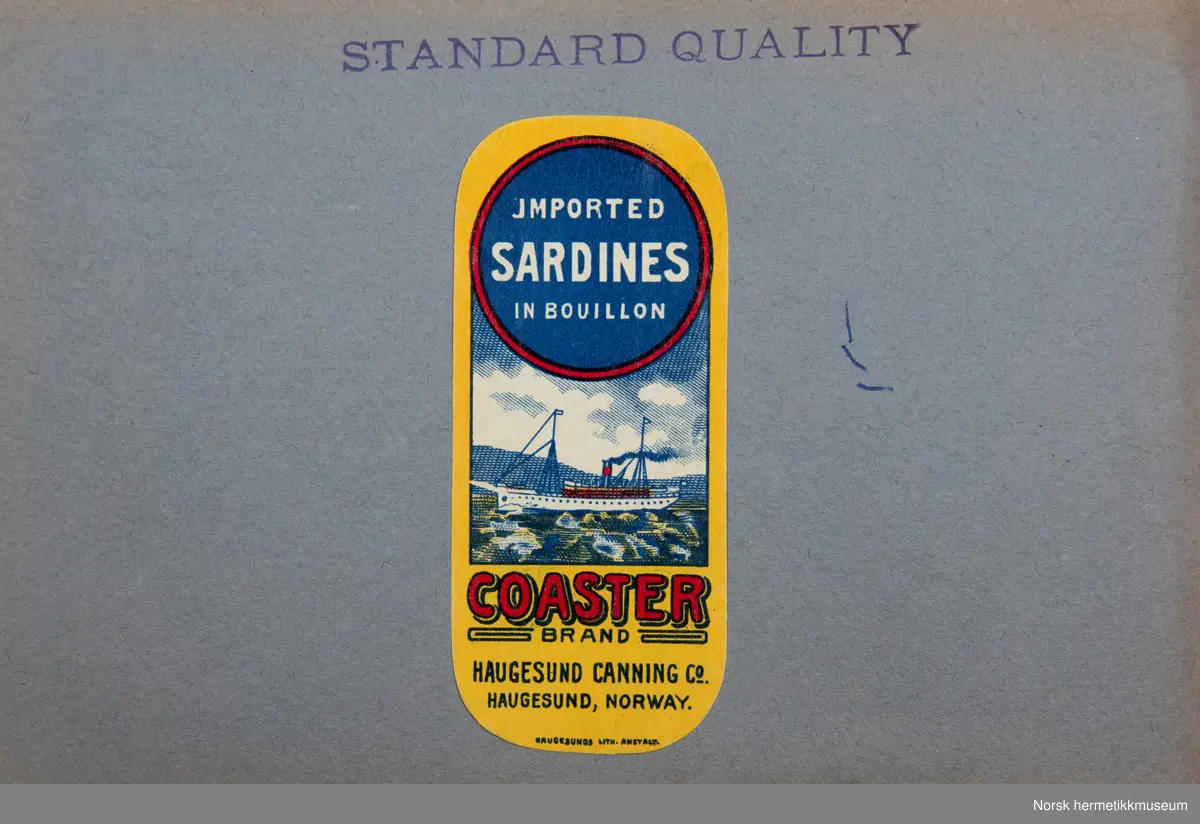 STANDARD QUALITY
JMPORTED
SARDINES
IN BOUILLON
COASTER
BRAND
HAUGESUND CANNING Co.
HAUGESUND, NORWAY.
HAUGESUNDS LITH. ANSTALT.
Norsk hermetikkmuseum